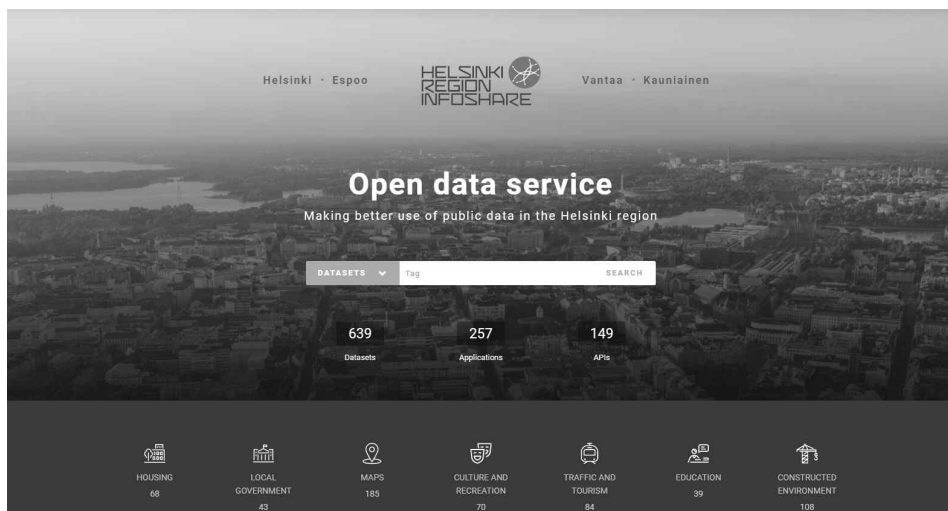 Helsinki • Espoo
HELSINKI
REGION
INFOSHARE
Vantaa • Kauniainen
Open data service
Making better use of public data in the Helsinki region
DATASETS Tag SEARCH
639 257 149
Datasets Applications APIs
HOUSING
68
LOCAL
GOVERNMENT
43
MAPS
185
CULTURE AND
RECREATION
70
TRAFFIC AND
TOURISM
84
EDUCATION
39
CONSTRUCTED
ENVIRONMENT
108